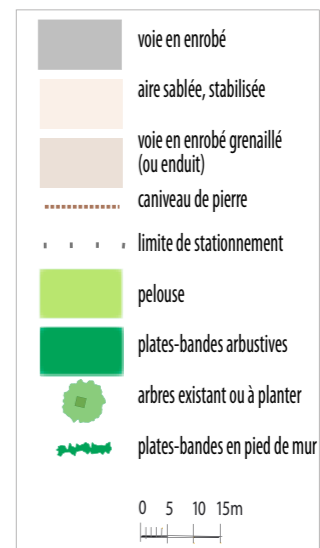 voie en enrobé
aire sablée, stabilisée
voie en enrobé grenaillé
(ou enduit)
caniveau de pierre
limite de stationnement
pelouse
plates-bandes arbustives
arbres existant ou à planter
plates-bandes en pied de mur
0 5 10 15m